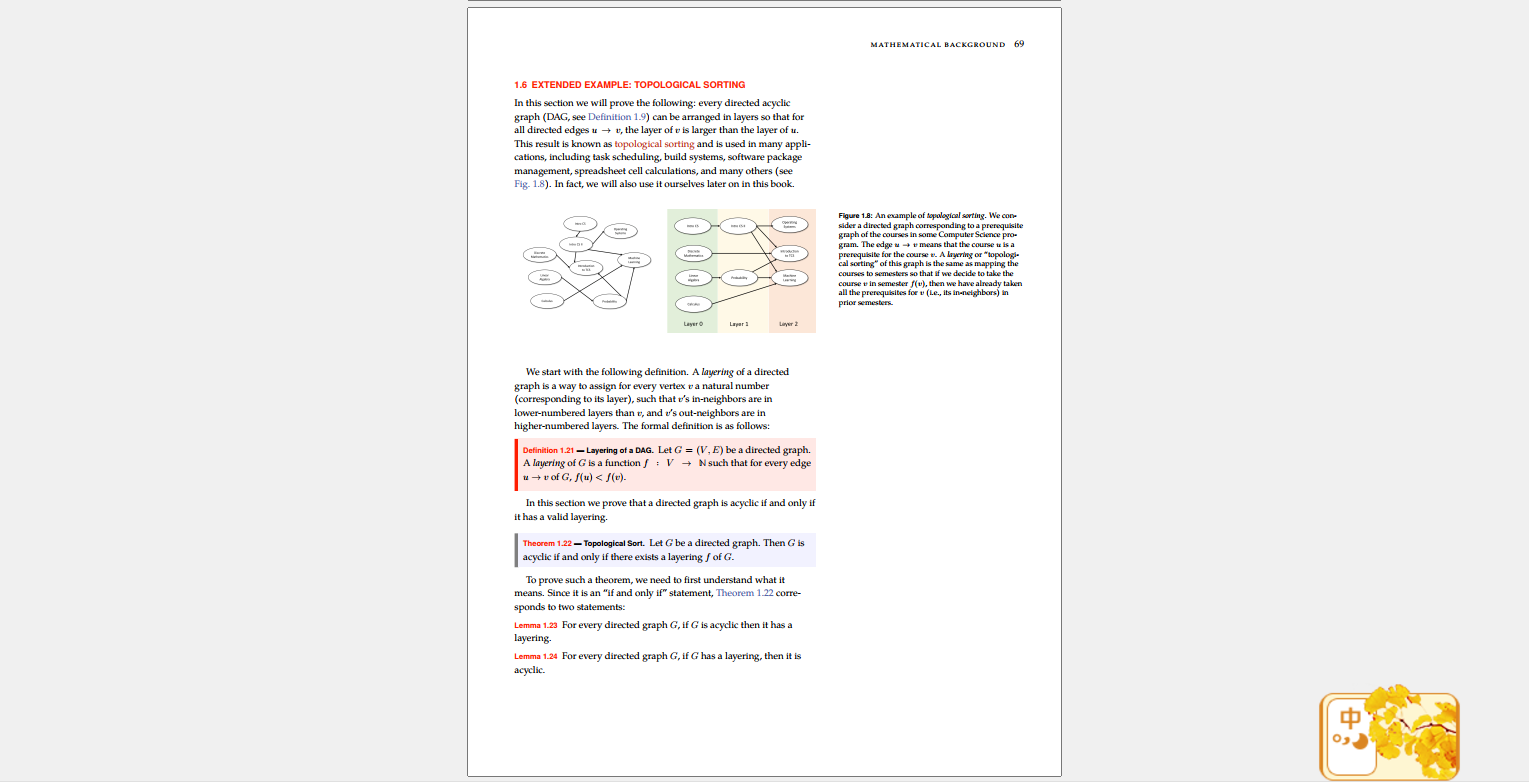 MATHEMATICAL BACKGROUND 69
1.6 EXTENDED EXAMPLE: TOPOLOGICAL SORTING
In this section we will prove the following: every directed acyclic
graph (DAG, see Definition 1.9) can be arranged in layers so that for
all directed edges u → v, the layer of v is larger than the layer of u.
This result is known as topological sorting and is used in many appli-
cations, including task scheduling, build systems, software package
management, spreadsheet cell calculations, and many others (see
Fig. 1.8). In fact, we will also use it ourselves later on in this book.
Intro CS
Operating
Systems
Intro CS II
Discrete
Mathematics
Machine
Learning
Introduction
to TCS
Linear
Algebra
Calculus
Probability
Intro CS
Intro CS II
Operating
Systems
Discrete
Mathematics
Introduction
to TCS
Linear
Algebra
Probability
Machine
Learning
Calculus
Layer 0
Layer 1
Layer 2
Figure 1.8: An example of topological sorting. We con-
sider a directed graph corresponding to a prerequisite
graph of the courses in some Computer Science pro-
gram. The edge u → v means that the course u is a
prerequisite for the course v. A layering or "topologi-
cal sorting" of this graph is the same as mapping the
courses to semesters so that if we decide to take the
course v in semester f(v), then we have already taken
all the prerequisites for v (i.e., its in-neighbors) in
prior semesters.
We start with the following definition. A layering of a directed
graph is a way to assign for every vertex v a natural number
(corresponding to its layer), such that v's in-neighbors are in
lower-numbered layers than v, and v's out-neighbors are in
higher-numbered layers. The formal definition is as follows:
Definition 1.21 — Layering of a DAG. Let G = (V, E) be a directed graph.
A layering of G is a function f : V → ℕ such that for every edge
u → v of G, f(u) < f(v).
In this section we prove that a directed graph is acyclic if and only if
it has a valid layering.
Theorem 1.22 — Topological Sort. Let G be a directed graph. Then G is
acyclic if and only if there exists a layering f of G.
To prove such a theorem, we need to first understand what it
means. Since it is an "if and only if" statement, Theorem 1.22 corre-
sponds to two statements:
Lemma 1.23 For every directed graph G, if G is acyclic then it has a
layering.
Lemma 1.24 For every directed graph G, if G has a layering, then it is
acyclic.
中